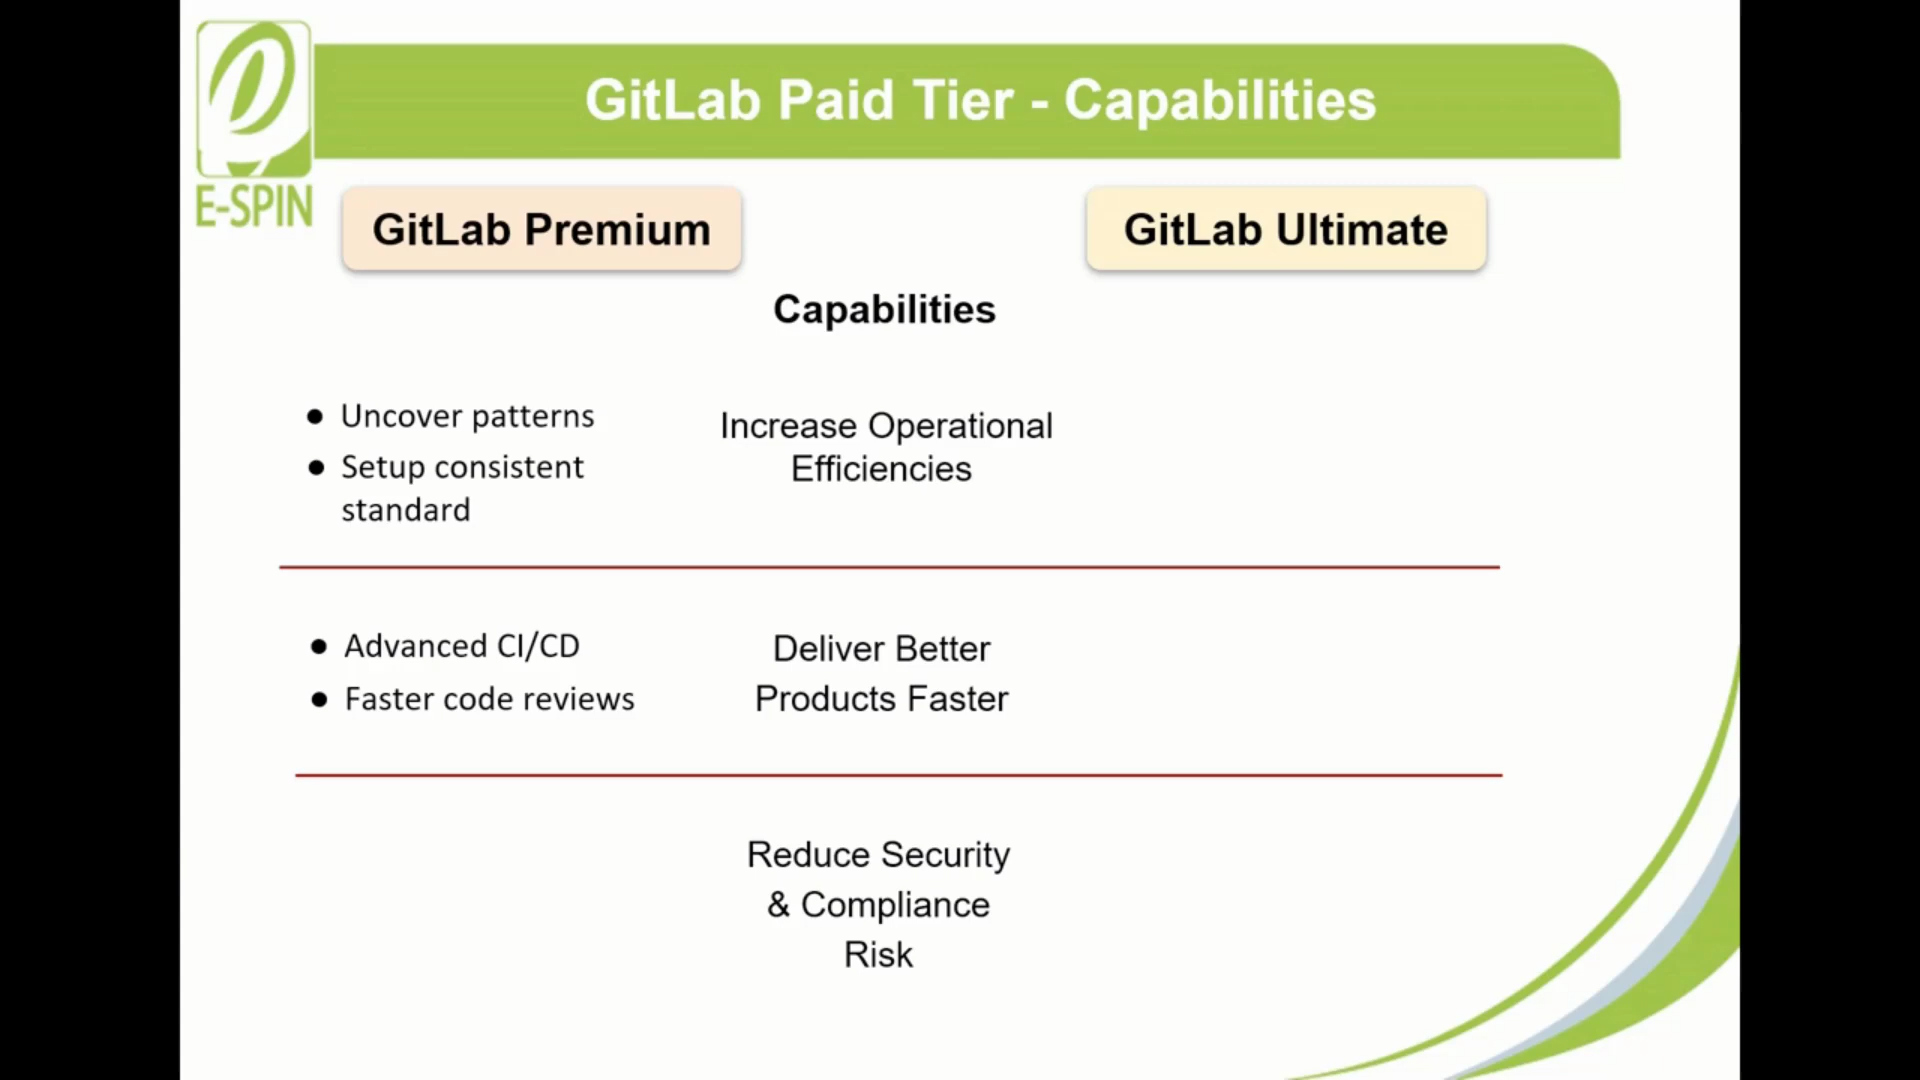 GitLab Paid Tier - Capabilities
E-SPIN
GitLab Premium
GitLab Ultimate
Capabilities
● Uncover patterns
● Setup consistent
standard
Increase Operational
Efficiencies
● Advanced CI/CD
● Faster code reviews
Deliver Better
Products Faster
Reduce Security
& Compliance
Risk